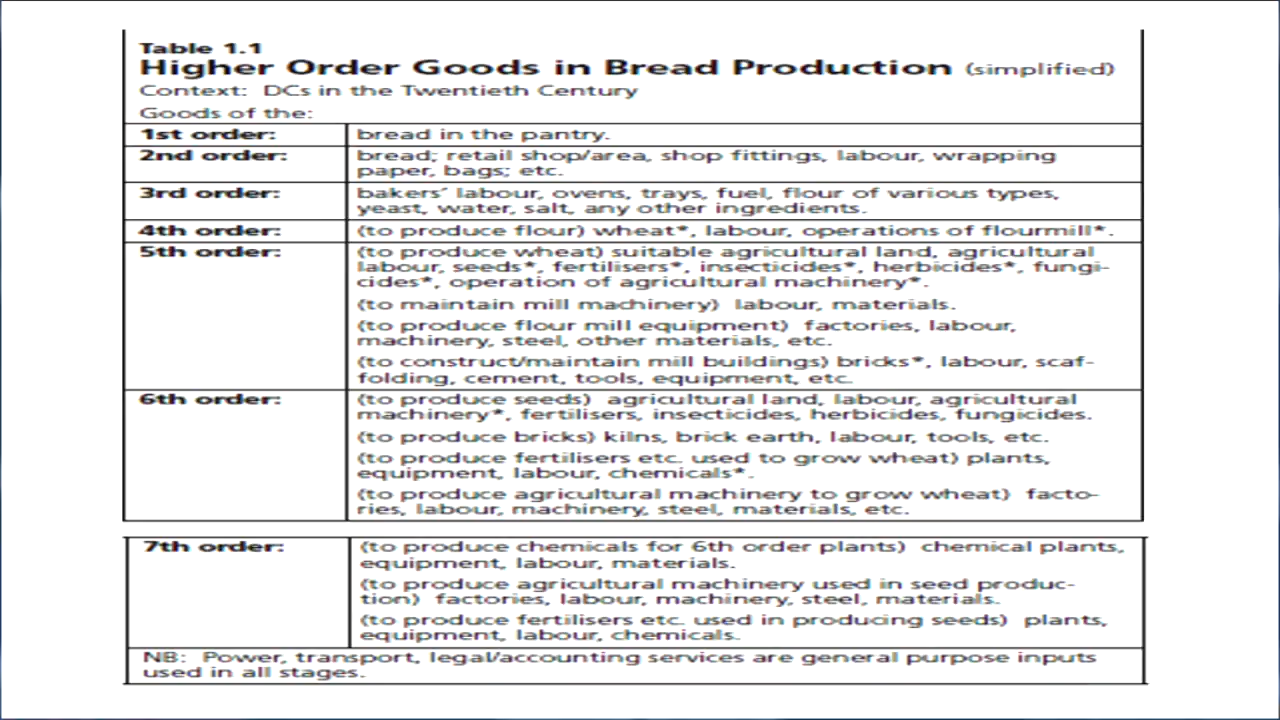 Table 1.1
Higher Order Goods in Bread Production (simplified)
Context: DCs in the Twentieth Century
Goods of the:
1st order: bread in the pantry.
2nd order: bread; retail shop/area, shop fittings, labour, wrapping
paper, bags; etc.
3rd order: bakers' labour, ovens, trays, fuel, flour of various types,
yeast, water, salt, any other ingredients.
4th order: (to produce flour) wheat*, labour, operations of flourmill*.
5th order: (to produce wheat) suitable agricultural land, agricultural
labour, seeds*, fertilisers*, insecticides*, herbicides*, fungi-
cides*, operation of agricultural machinery*.
(to maintain mill machinery) labour, materials.
(to produce flour mill equipment) factories, labour,
machinery, steel, other materials, etc.
(to construct/maintain mill buildings) bricks*, labour, scaf-
folding, cement, tools, equipment, etc.
6th order: (to produce seeds) agricultural land, labour, agricultural
machinery*, fertilisers, insecticides, herbicides, fungicides.
(to produce bricks) kilns, brick earth, labour, tools, etc.
(to produce fertilisers etc. used to grow wheat) plants,
equipment, labour, chemicals*.
(to produce agricultural machinery to grow wheat) facto-
ries, labour, machinery, steel, materials, etc.
7th order: (to produce chemicals for 6th order plants) chemical plants,
equipment, labour, materials.
(to produce agricultural machinery used in seed produc-
tion) factories, labour, machinery, steel, materials.
(to produce fertilisers etc. used in producing seeds) plants,
equipment, labour, chemicals.
NB: Power, transport, legal/accounting services are general purpose inputs
used in all stages.